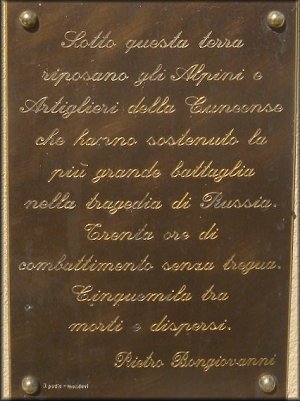 Sotto questa terra
riposano gli Alpini e
Artiglieri della Cuneense
che hanno sostenuto la
più grande battaglia
nella tragedia di Russia.
Trenta ore di
combattimento senza tregua.
Cinquemila tra
morti e dispersi.
Pietro Bongiovanni